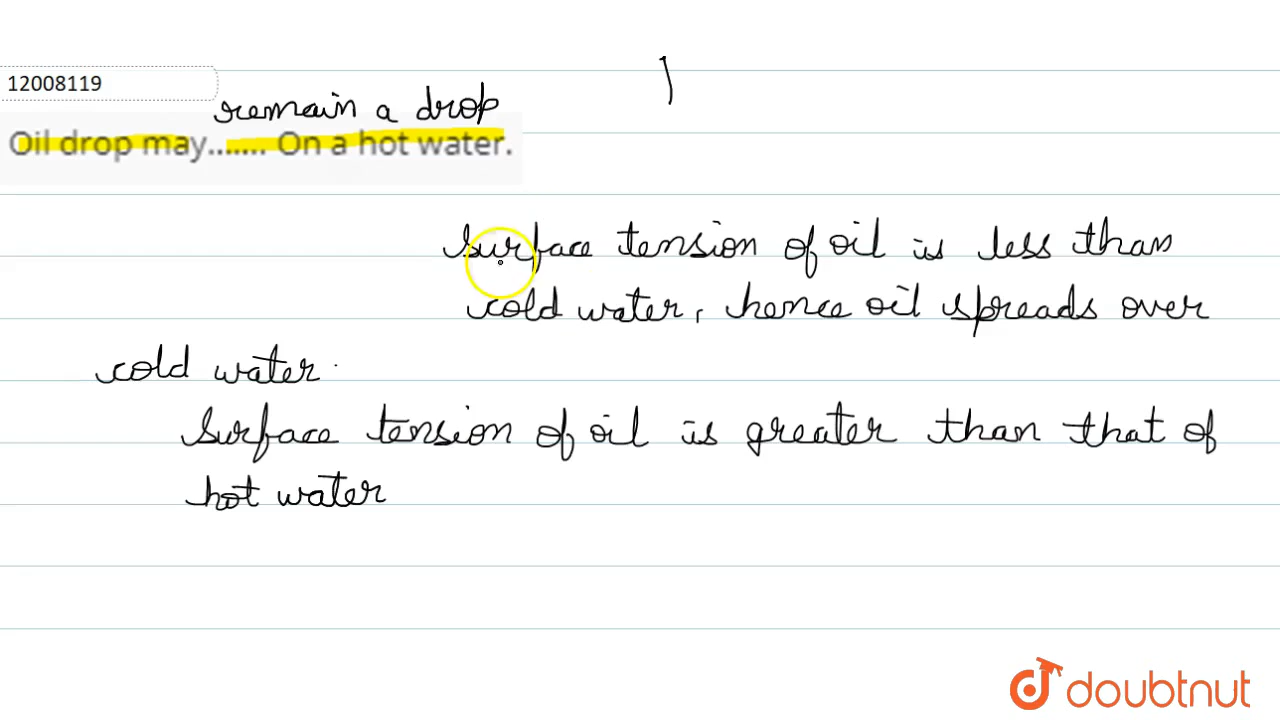 12008119
remain a drop
Oil drop may....... On a hot water.
Surface tension of oil is less than
cold water, hence oil spreads over
cold water.
Surface tension of oil is greater than that of
hot water
doubtnut